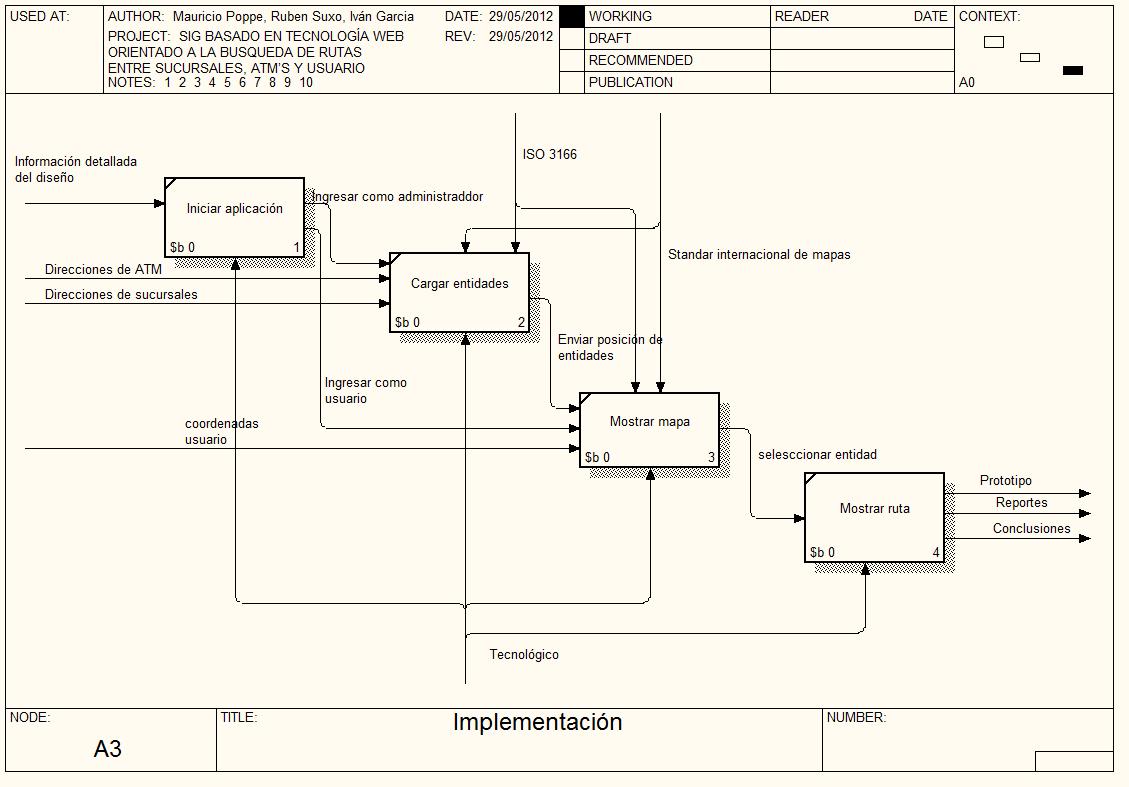 USED AT:
AUTHOR: Mauricio Poppe, Ruben Suxo, Iván Garcia
DATE: 29/05/2012
PROJECT: SIG BASADO EN TECNOLOGÍA WEB
REV: 29/05/2012
ORIENTADO A LA BUSQUEDA DE RUTAS
ENTRE SUCURSALES, ATM'S Y USUARIO
NOTES: 1 2 3 4 5 6 7 8 9 10
WORKING
DRAFT
RECOMMENDED
PUBLICATION
READER
DATE
CONTEXT:
A0
ISO 3166
Información detallada
del diseño
Ingresar como administraddor
Iniciar aplicación
$b 0
1
Standar internacional de mapas
Direcciones de ATM
Direcciones de sucursales
Cargar entidades
$b 0
2
Enviar posición de
entidades
Ingresar como
usuario
coordenadas
usuario
Mostrar mapa
$b 0
3
selesccionar entidad
Mostrar ruta
$b 0
4
Prototipo
Reportes
Conclusiones
Tecnológico
NODE:
A3
TITLE:
Implementación
NUMBER: